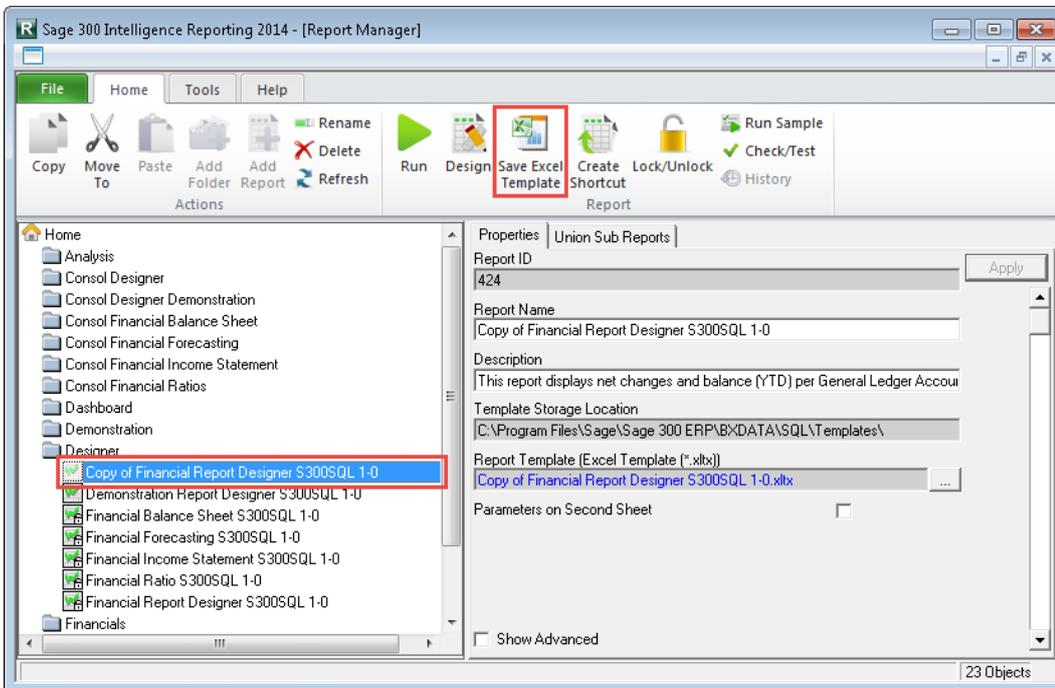 Sage 300 Intelligence Reporting 2014 - [Report Manager]
File Home Tools Help
Copy
Move To
Paste
Add Folder
Add Report
Rename
Delete
Refresh
Actions
Run
Design
Save Excel Template
Create Shortcut
Lock/Unlock
Run Sample
Check/Test
History
Report
Home
Analysis
Consol Designer
Consol Designer Demonstration
Consol Financial Balance Sheet
Consol Financial Forecasting
Consol Financial Income Statement
Consol Financial Ratios
Dashboard
Demonstration
Designer
Copy of Financial Report Designer S300SQL 1-0
Demonstration Report Designer S300SQL 1-0
Financial Balance Sheet S300SQL 1-0
Financial Forecasting S300SQL 1-0
Financial Income Statement S300SQL 1-0
Financial Ratio S300SQL 1-0
Financial Report Designer S300SQL 1-0
Financials
Properties Union Sub Reports
Report ID
424
Apply
Report Name
Copy of Financial Report Designer S300SQL 1-0
Description
This report displays net changes and balance (YTD) per General Ledger Accou
Template Storage Location
C:\Program Files\Sage\Sage 300 ERP\BXDATA\SQL\Templates\
Report Template (Excel Template (*.xltx))
Copy of Financial Report Designer S300SQL 1-0.xltx
...
Parameters on Second Sheet
Show Advanced
23 Objects